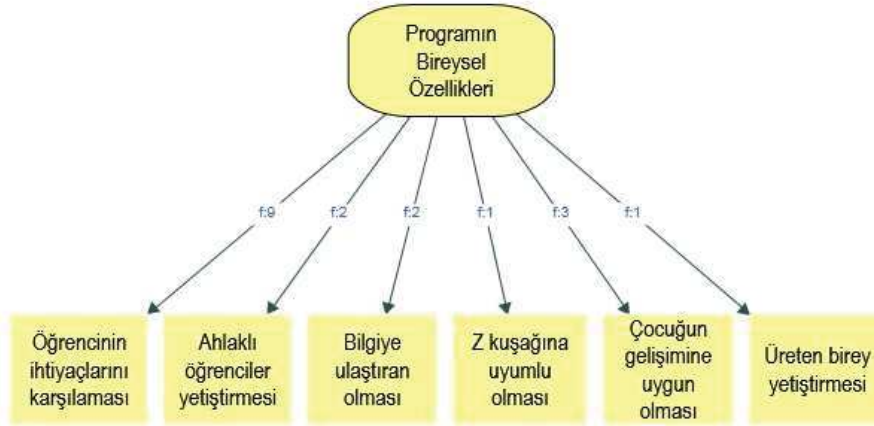 Programın
Bireysel
Özellikleri
f:9
f:2
f:2
f:1
f:3
f:1
Öğrencinin
ihtiyaçlarını
karşılaması
Ahlaklı
öğrenciler
yetiştirmesi
Bilgiye
ulaştıran
olması
Z kuşağına
uyumlu
olması
Çocuğun
gelişimine
uygun
olması
Üreten birey
yetiştirmesi